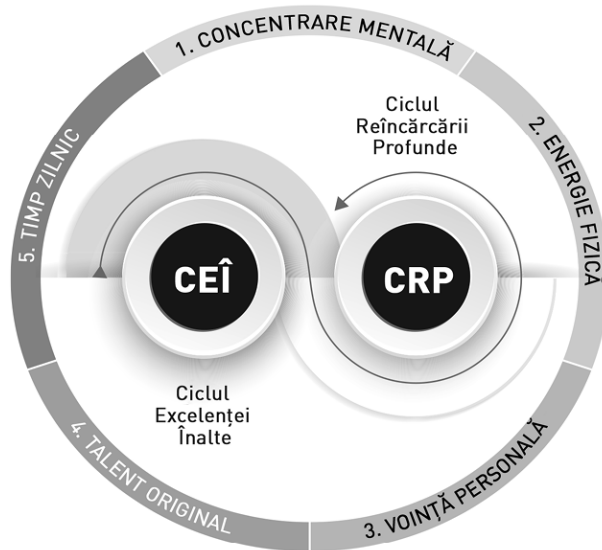 1. CONCENTRARE MENTALĂ
2. ENERGIE FIZICĂ
3. VOINȚĂ PERSONALĂ
4. TALENT ORIGINAL
5. TIMP ZILNIC
Ciclul
Reîncărcării
Profunde
CEÎ
CRP
Ciclul
Excelenței
Înalte